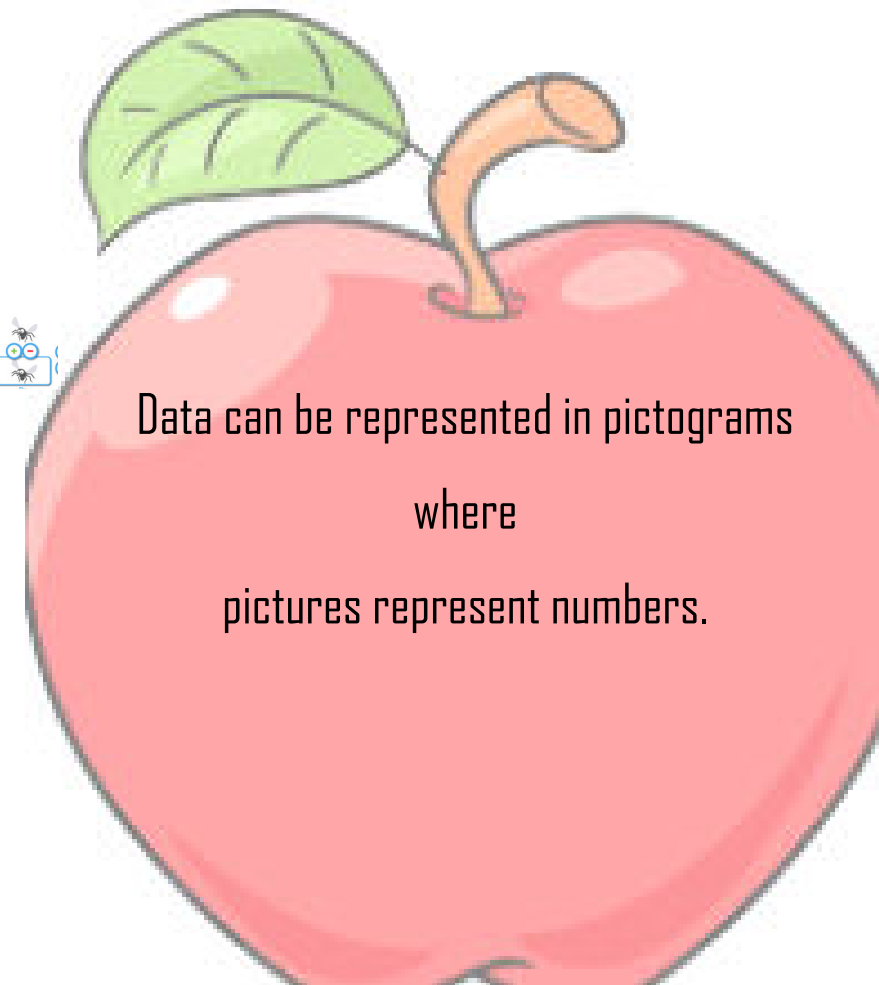 Data can be represented in pictograms
where
pictures represent numbers.